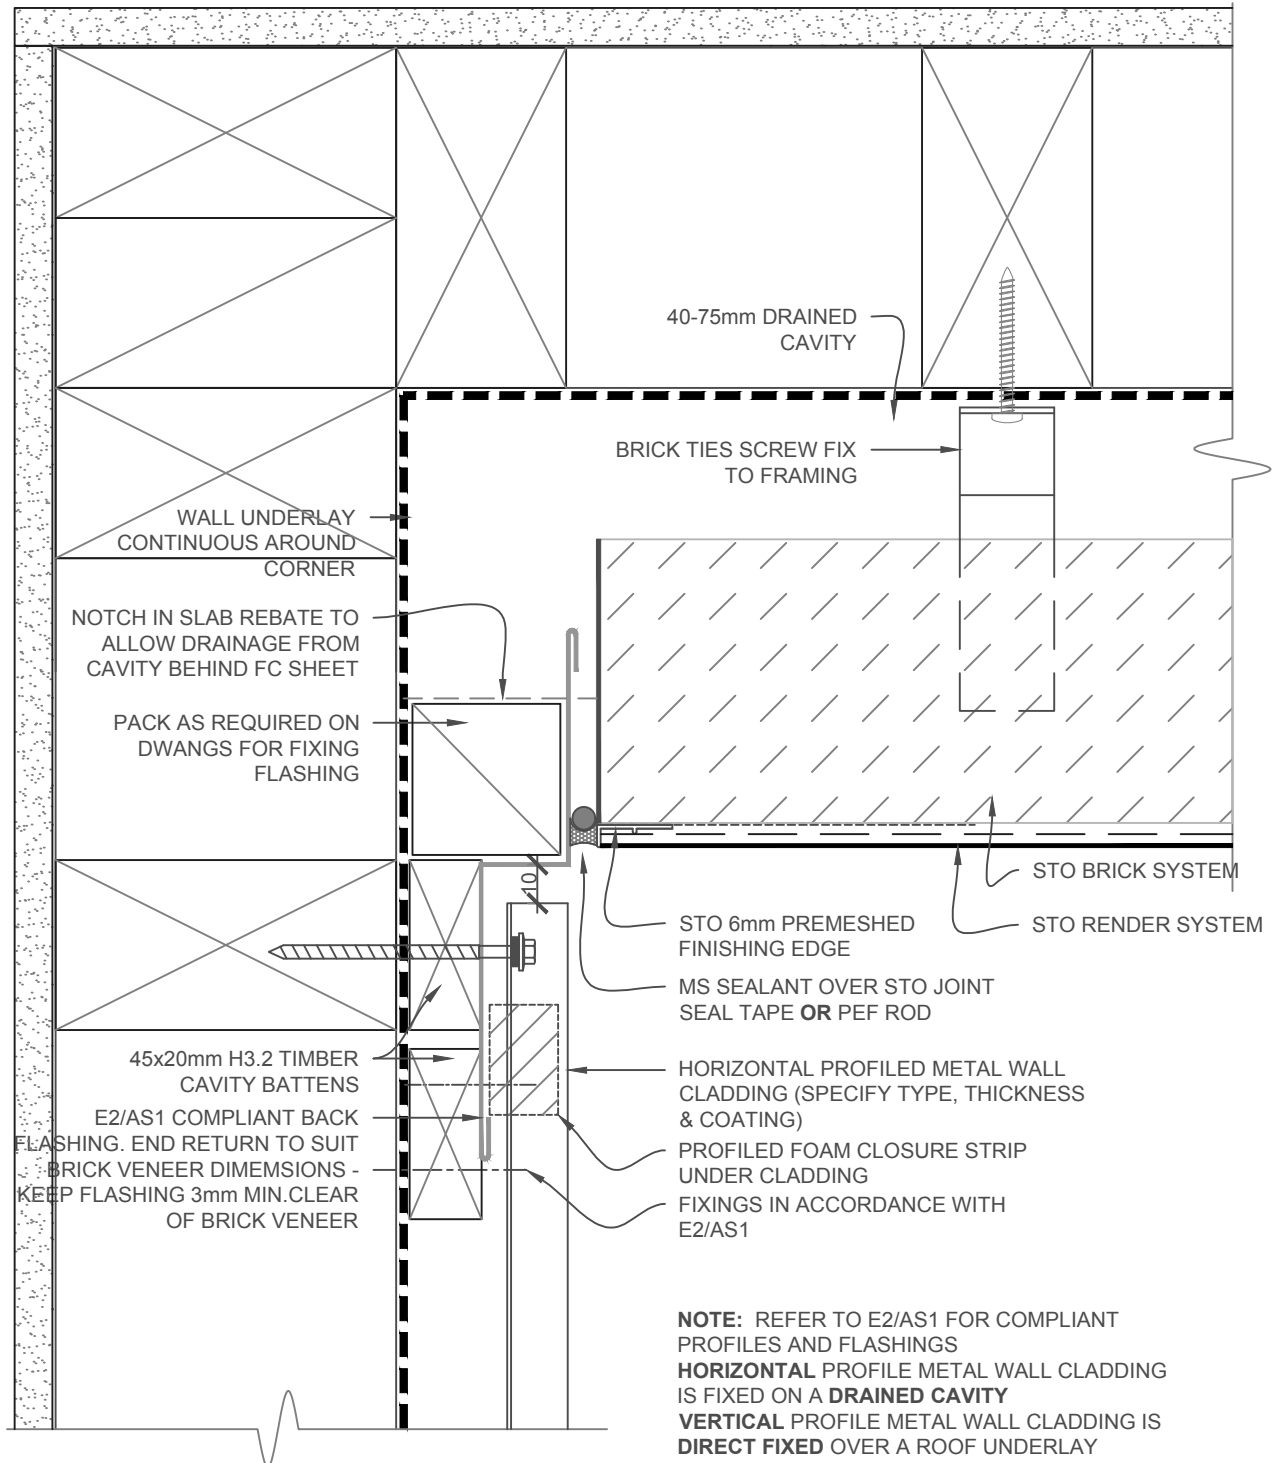 40-75mm DRAINED
CAVITY
BRICK TIES SCREW FIX
TO FRAMING
WALL UNDERLAY
CONTINUOUS AROUND
CORNER
NOTCH IN SLAB REBATE TO
ALLOW DRAINAGE FROM
CAVITY BEHIND FC SHEET
PACK AS REQUIRED ON
DWANGS FOR FIXING
FLASHING
10
STO BRICK SYSTEM
STO RENDER SYSTEM
STO 6mm PREMESHED
FINISHING EDGE
MS SEALANT OVER STO JOINT
SEAL TAPE OR PEF ROD
45x20mm H3.2 TIMBER
CAVITY BATTENS
E2/AS1 COMPLIANT BACK
FLASHING. END RETURN TO SUIT
BRICK VENEER DIMEMSIONS -
KEEP FLASHING 3mm MIN.CLEAR
OF BRICK VENEER
HORIZONTAL PROFILED METAL WALL
CLADDING (SPECIFY TYPE, THICKNESS
& COATING)
PROFILED FOAM CLOSURE STRIP
UNDER CLADDING
FIXINGS IN ACCORDANCE WITH
E2/AS1
NOTE: REFER TO E2/AS1 FOR COMPLIANT
PROFILES AND FLASHINGS
HORIZONTAL PROFILE METAL WALL CLADDING
IS FIXED ON A DRAINED CAVITY
VERTICAL PROFILE METAL WALL CLADDING IS
DIRECT FIXED OVER A ROOF UNDERLAY